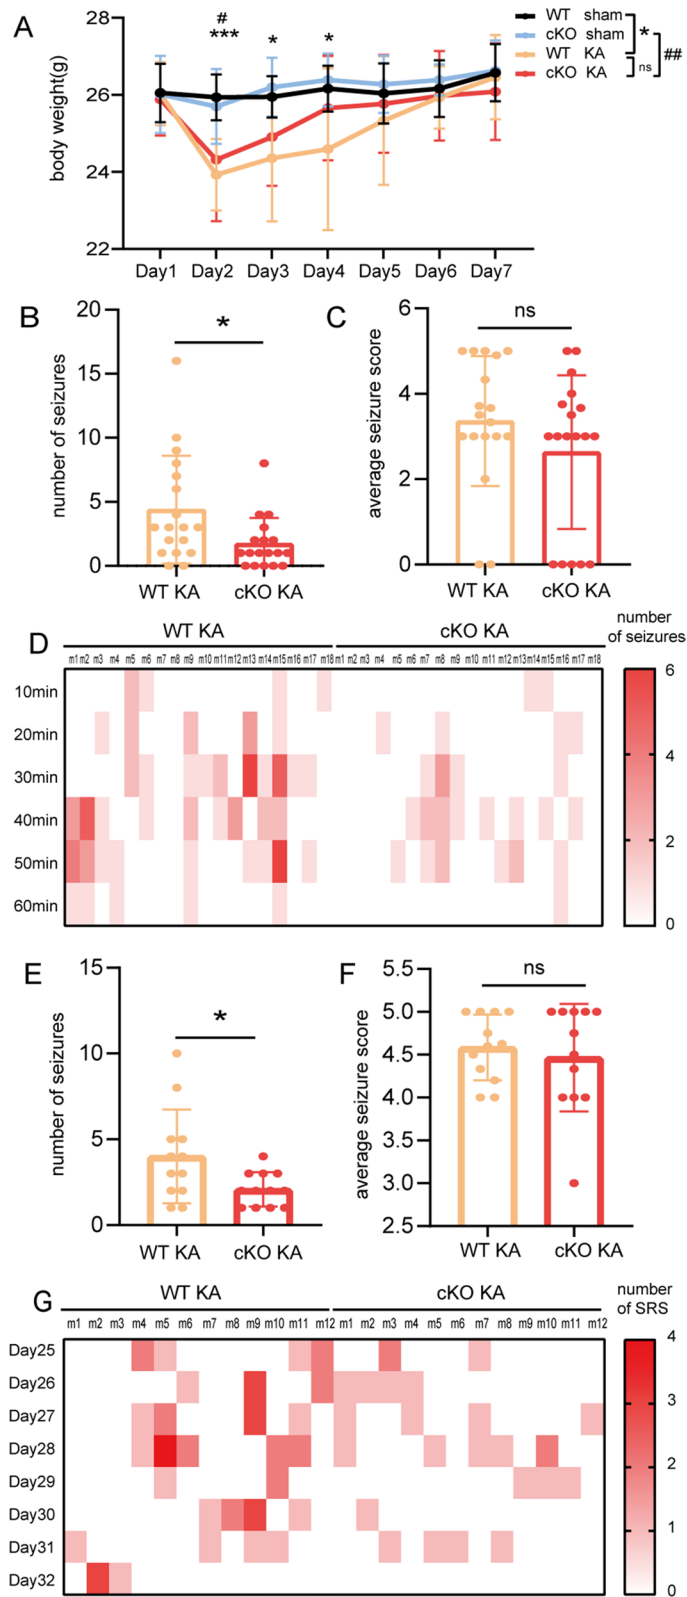 A
28
26
24
22
body weight(g)
#
***
*
*
WT sham
cKO sham
WT KA
cKO KA
*
ns
##
Day1 Day2 Day3 Day4 Day5 Day6 Day7
B
20
15
10
5
0
number of seizures
*
WT KA cKO KA
C
6
4
2
0
average seizure score
ns
WT KA cKO KA
D
WT KA cKO KA
number
of seizures
m1 m2 m3 m4 m5 m6 m7 m8 m9 m10 m11 m12 m13 m14 m15 m16 m17 m18 m1 m2 m3 m4 m5 m6 m7 m8 m9 m10 m11 m12 m13 m14 m15 m16 m17 m18
10min
20min
30min
40min
50min
60min
6
4
2
0
E
15
10
5
0
number of seizures
*
WT KA cKO KA
F
5.5
5.0
4.5
4.0
3.5
3.0
2.5
average seizure score
ns
WT KA cKO KA
G
WT KA cKO KA
number
of SRS
m1 m2 m3 m4 m5 m6 m7 m8 m9 m10 m11 m12 m1 m2 m3 m4 m5 m6 m7 m8 m9 m10 m11 m12
Day25
Day26
Day27
Day28
Day29
Day30
Day31
Day32
4
3
2
1
0